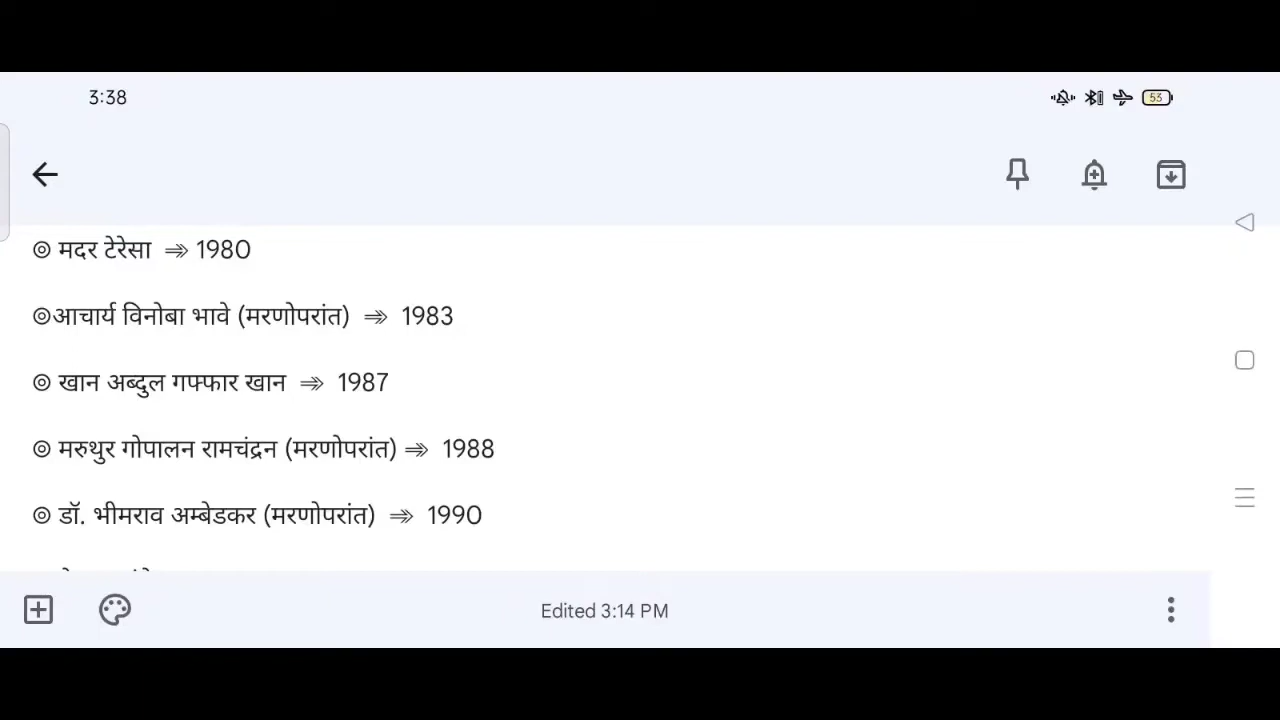 3:38
53
◎ मदर टेरेसा ⇒ 1980
◎आचार्य विनोबा भावे (मरणोपरांत) ⇒ 1983
◎ खान अब्दुल गफ्फार खान ⇒ 1987
◎ मरुथुर गोपालन रामचंद्रन (मरणोपरांत) ⇒ 1988
◎ डॉ. भीमराव अम्बेडकर (मरणोपरांत) ⇒ 1990
Edited 3:14 PM